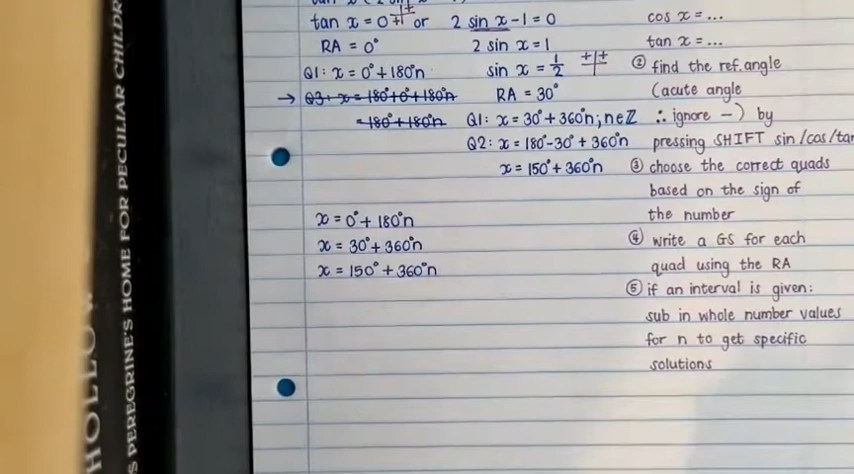 tan x = 0 or 2 sin x - 1 = 0
RA = 0°
2 sin x = 1
Q1: x = 0° + 180°n
sin x = 1/2
→ Q3: x = 180° + 0° + 180°n
RA = 30°
= 180° + 180°n
Q1: x = 30° + 360°n; n∈ℤ
Q2: x = 180° - 30° + 360°n
x = 150° + 360°n
x = 0° + 180°n
x = 30° + 360°n
x = 150° + 360°n
cos x = ...
tan x = ...
② find the ref. angle
(acute angle
∴ ignore -) by
pressing SHIFT sin/cos/tan
③ choose the correct quads
based on the sign of
the number
④ write a GS for each
quad using the RA
⑤ if an interval is given:
sub in whole number values
for n to get specific
solutions
HOLLOW
S PEREGRINE'S HOME FOR PECULIAR CHILDR